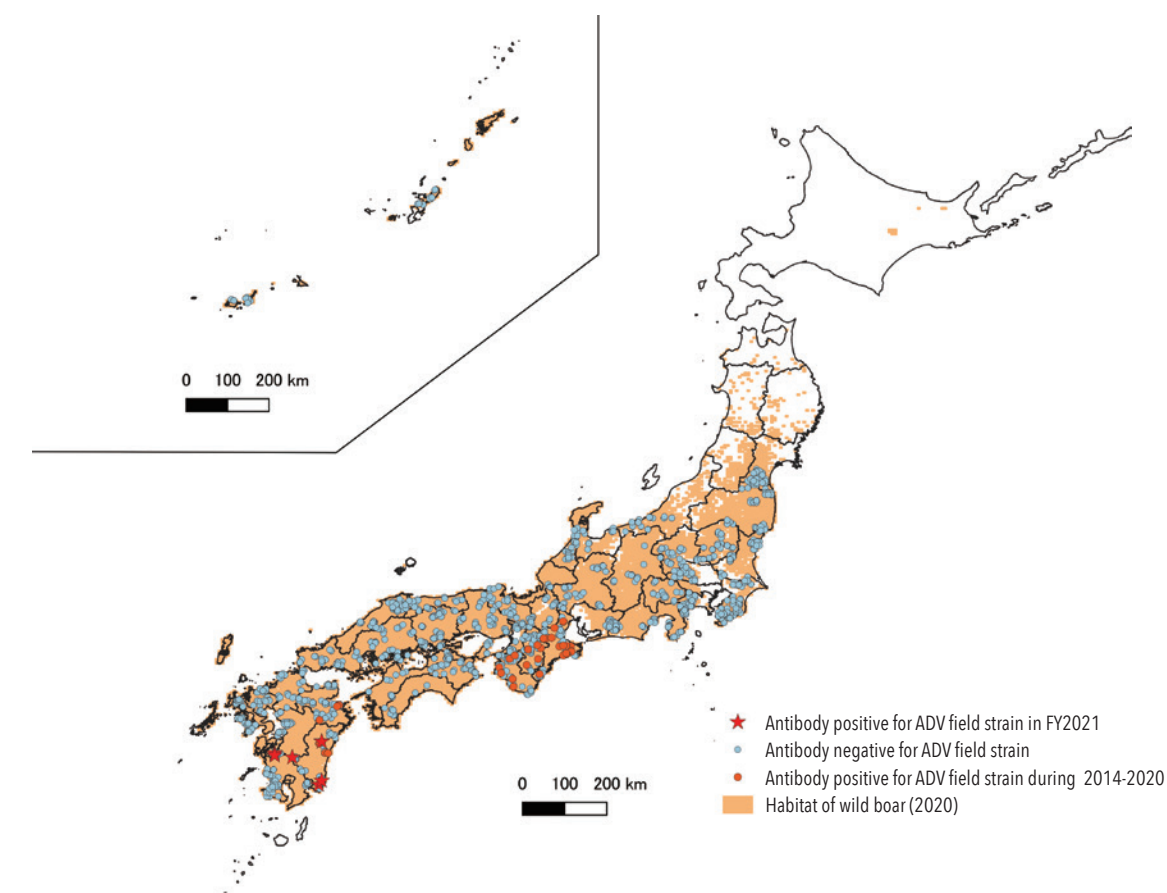 0 100 200 km
0 100 200 km
Antibody positive for ADV field strain in FY2021
Antibody negative for ADV field strain
Antibody positive for ADV field strain during 2014-2020
Habitat of wild boar (2020)